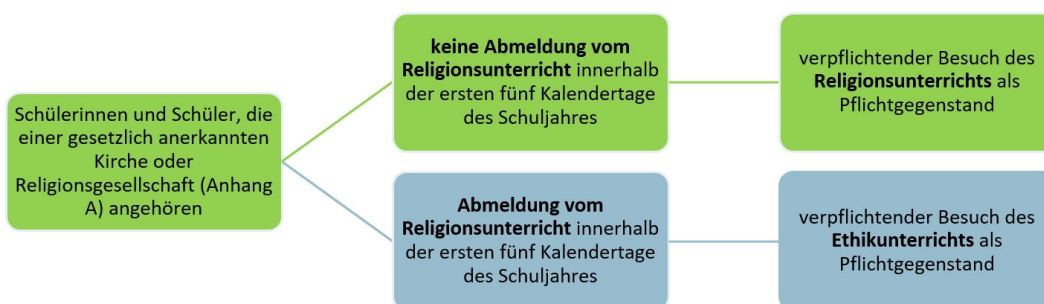 Schülerinnen und Schüler, die
einer gesetzlich anerkannten
Kirche oder
Religionsgesellschaft (Anhang
A) angehören
keine Abmeldung vom
Religionsunterricht innerhalb
der ersten fünf Kalendertage
des Schuljahres
verpflichtender Besuch des
Religionsunterrichts als
Pflichtgegenstand
Abmeldung vom
Religionsunterricht innerhalb
der ersten fünf Kalendertage
des Schuljahres
verpflichtender Besuch des
Ethikunterrichts als
Pflichtgegenstand